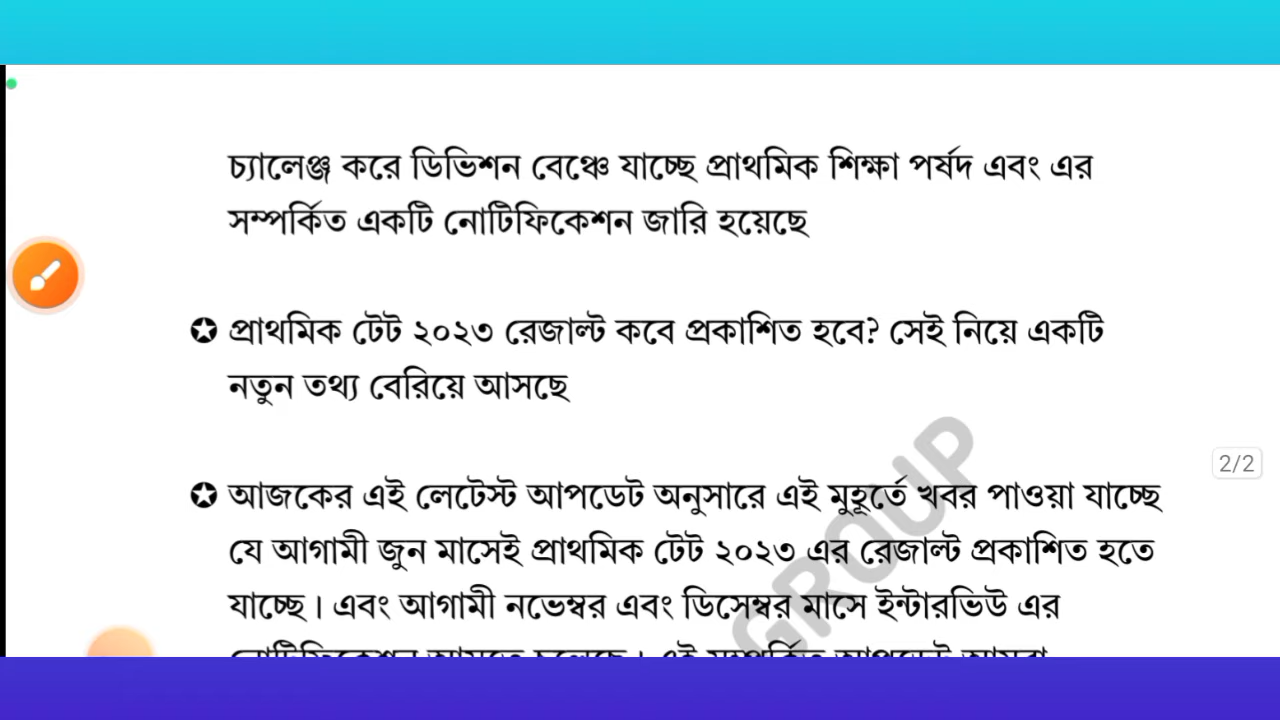 চ্যালেঞ্জ করে ডিভিশন বেঞ্চে যাচ্ছে প্রাথমিক শিক্ষা পর্ষদ এবং এর
সম্পর্কিত একটি নোটিফিকেশন জারি হয়েছে
✪ প্রাথমিক টেট ২০২৩ রেজাল্ট কবে প্রকাশিত হবে? সেই নিয়ে একটি
নতুন তথ্য বেরিয়ে আসছে
✪ আজকের এই লেটেস্ট আপডেট অনুসারে এই মুহূর্তে খবর পাওয়া যাচ্ছে
যে আগামী জুন মাসেই প্রাথমিক টেট ২০২৩ এর রেজাল্ট প্রকাশিত হতে
যাচ্ছে। এবং আগামী নভেম্বর এবং ডিসেম্বর মাসে ইন্টারভিউ এর
GROUP
2/2